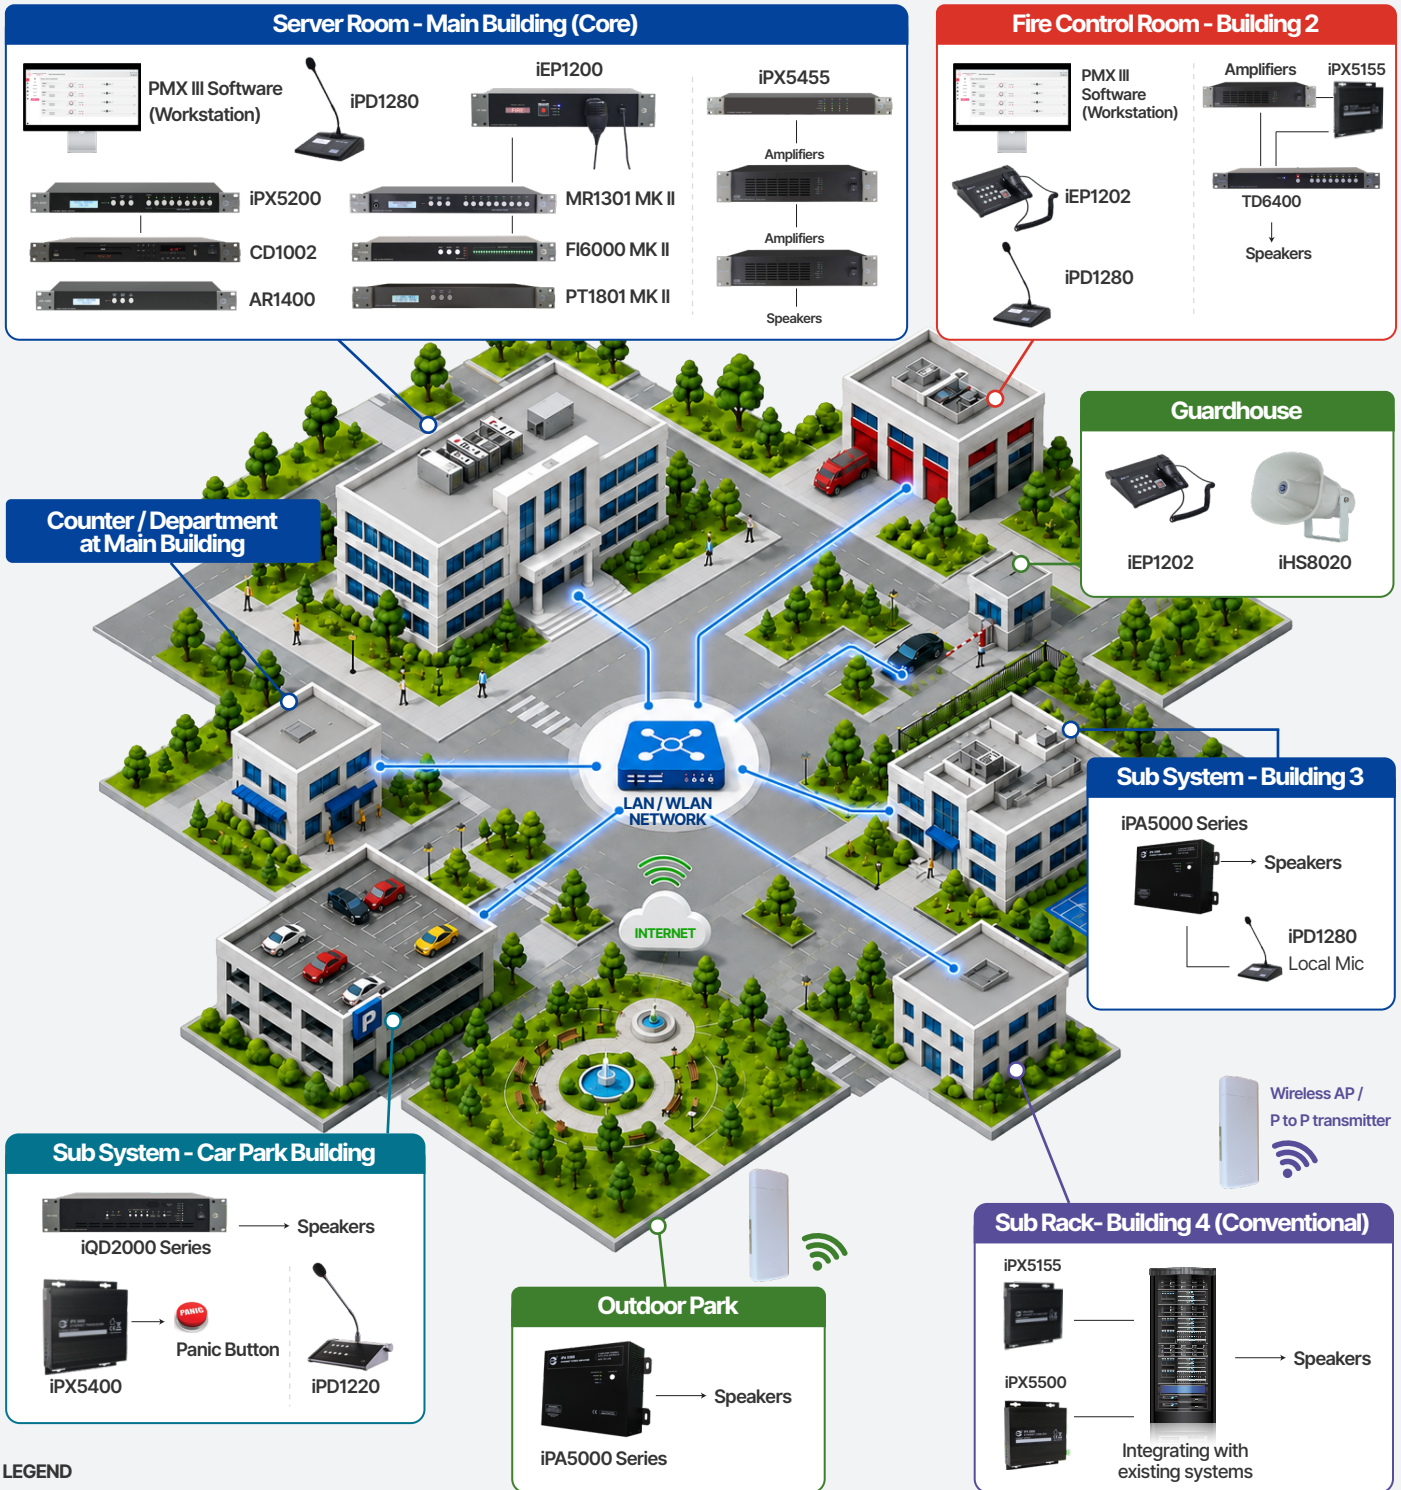 Server Room - Main Building (Core)
PMX III Software
(Workstation)
iPD1280
iEP1200
FIRE
iPX5455
Amplifiers
Amplifiers
Speakers
iPX5200
MR1301 MK II
CD1002
FI6000 MK II
AR1400
PT1801 MK II
Fire Control Room - Building 2
PMX III
Software
(Workstation)
Amplifiers
iPX5155
iEP1202
TD6400
Speakers
iPD1280
Guardhouse
iEP1202
iHS8020
Counter / Department
at Main Building
LAN / WLAN
NETWORK
INTERNET
P
Sub System - Building 3
iPA5000 Series
Speakers
iPD1280
Local Mic
Wireless AP /
P to P transmitter
Sub System - Car Park Building
iQD2000 Series
Speakers
iPX5400
PANIC
Panic Button
iPD1220
Outdoor Park
iPA5000 Series
Speakers
Sub Rack- Building 4 (Conventional)
iPX5155
iPX5500
Speakers
Integrating with
existing systems
LEGEND